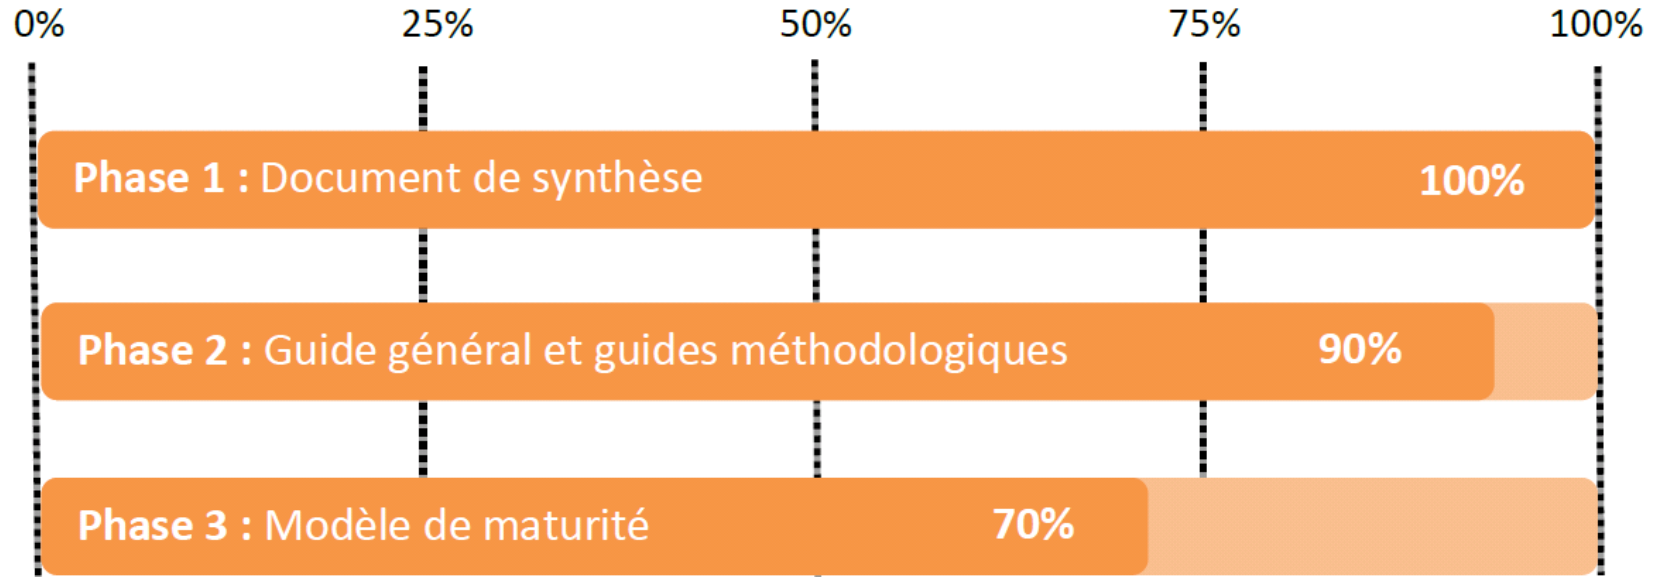 0% 25% 50% 75% 100%
Phase 1 : Document de synthèse 100%
Phase 2 : Guide général et guides méthodologiques 90%
Phase 3 : Modèle de maturité 70%